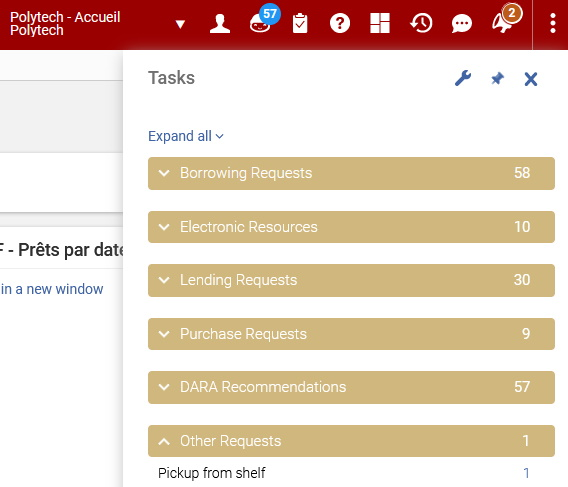 Polytech - Accueil
Polytech
57
2
Tasks
Expand all
Borrowing Requests 58
Electronic Resources 10
F - Prêts par date
Lending Requests 30
in a new window
Purchase Requests 9
DARA Recommendations 57
Other Requests 1
Pickup from shelf 1